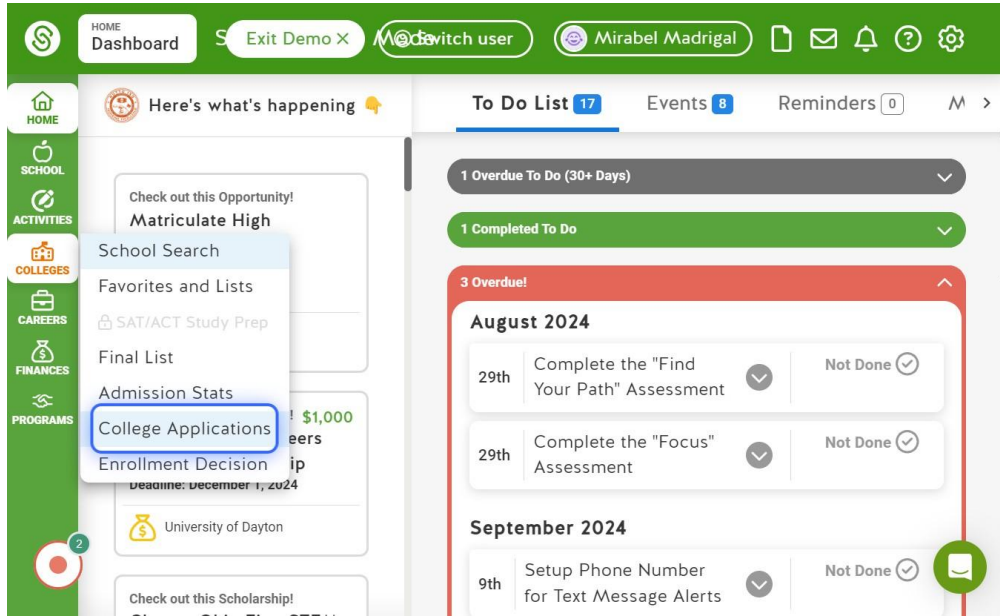 HOME
Dashboard
Exit Demo ×
Switch user
Mirabel Madrigal
HOME
SCHOOL
ACTIVITIES
COLLEGES
CAREERS
FINANCES
PROGRAMS
2
Here's what's happening
Check out this Opportunity!
Matriculate High
School Search
Favorites and Lists
SAT/ACT Study Prep
Final List
Admission Stats
College Applications
Enrollment Decision
! $1,000
eers
ip
Deadline: December 1, 2024
University of Dayton
Check out this Scholarship!
To Do List 17
Events 8
Reminders 0
1 Overdue To Do (30+ Days)
1 Completed To Do
3 Overdue!
August 2024
29th
Complete the "Find
Your Path" Assessment
Not Done
29th
Complete the "Focus"
Assessment
Not Done
September 2024
9th
Setup Phone Number
for Text Message Alerts
Not Done